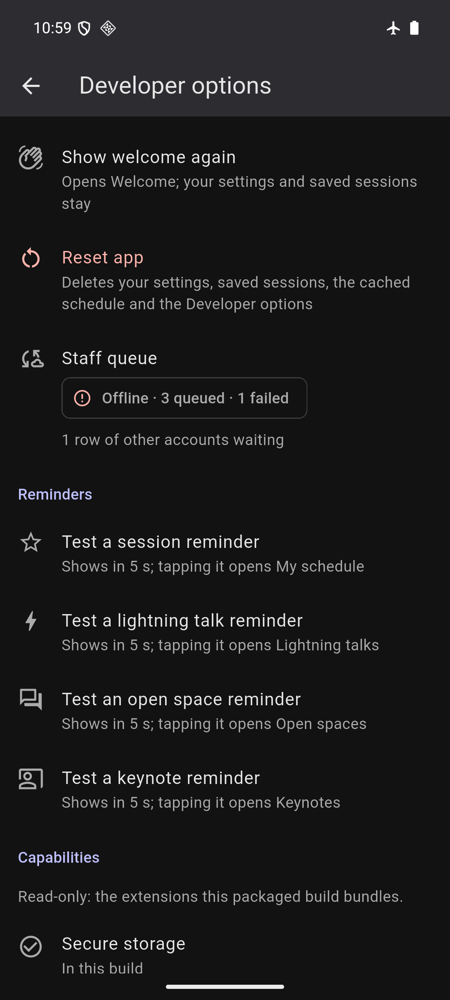 10:59
Developer options
Show welcome again
Opens Welcome; your settings and saved sessions
stay
Reset app
Deletes your settings, saved sessions, the cached
schedule and the Developer options
Staff queue
Offline · 3 queued · 1 failed
1 row of other accounts waiting
Reminders
Test a session reminder
Shows in 5 s; tapping it opens My schedule
Test a lightning talk reminder
Shows in 5 s; tapping it opens Lightning talks
Test an open space reminder
Shows in 5 s; tapping it opens Open spaces
Test a keynote reminder
Shows in 5 s; tapping it opens Keynotes
Capabilities
Read-only: the extensions this packaged build bundles.
Secure storage
In this build